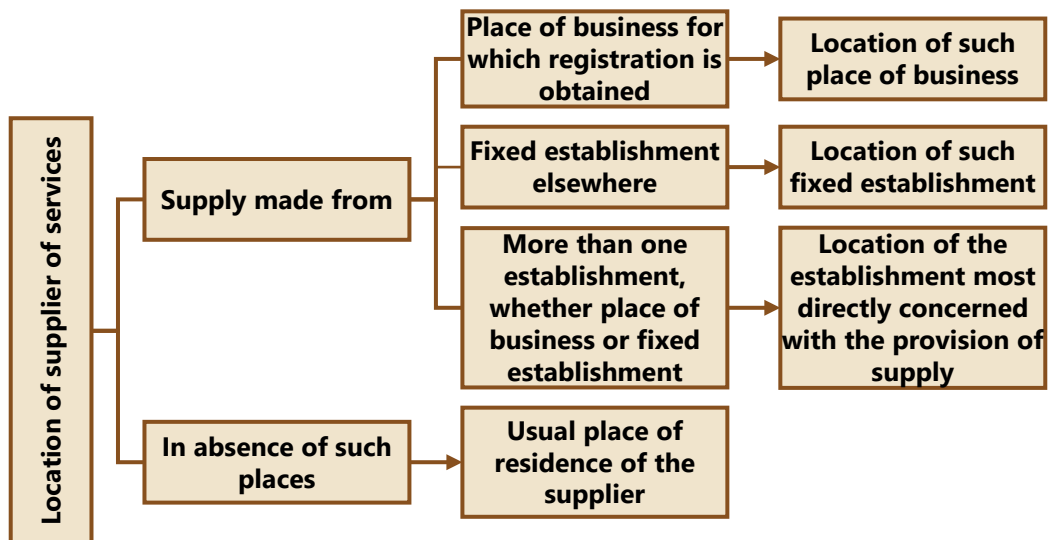 Location of supplier of services
Supply made from
Place of business for
which registration is
obtained
Location of such
place of business
Fixed establishment
elsewhere
Location of such
fixed establishment
More than one
establishment,
whether place of
business or fixed
establishment
Location of the
establishment most
directly concerned
with the provision of
supply
In absence of such
places
Usual place of
residence of the
supplier